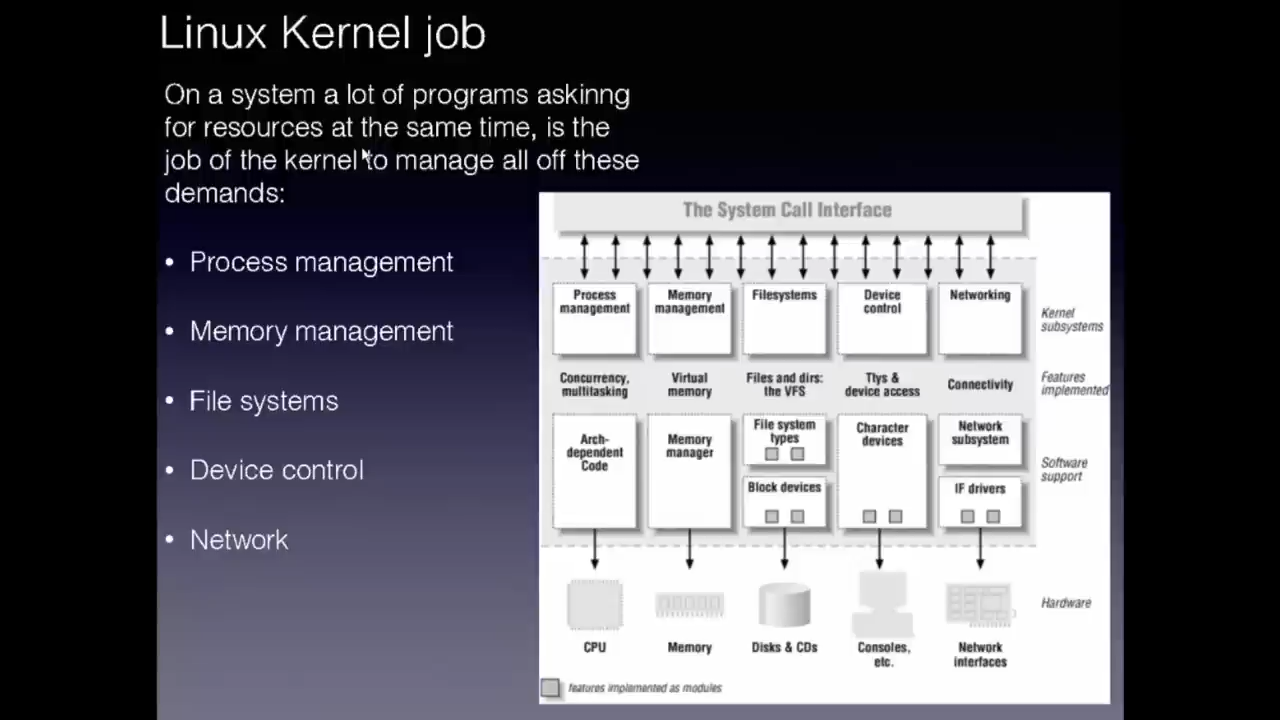 Linux Kernel job
On a system a lot of programs askinng
for resources at the same time, is the
job of the kernel to manage all off these
demands:
• Process management
• Memory management
• File systems
• Device control
• Network
The System Call Interface
Process
management
Memory
management
Filesystems
Device
control
Networking
Kernel
subsystems
Concurrency,
multitasking
Virtual
memory
Files and dirs:
the VFS
Ttys &
device access
Connectivity
Features
implemented
Arch-
dependent
Code
Memory
manager
File system
types
Block devices
Character
devices
Network
subsystem
IF drivers
Software
support
CPU
Memory
Disks & CDs
Consoles,
etc.
Network
interfaces
Hardware
features implemented as modules